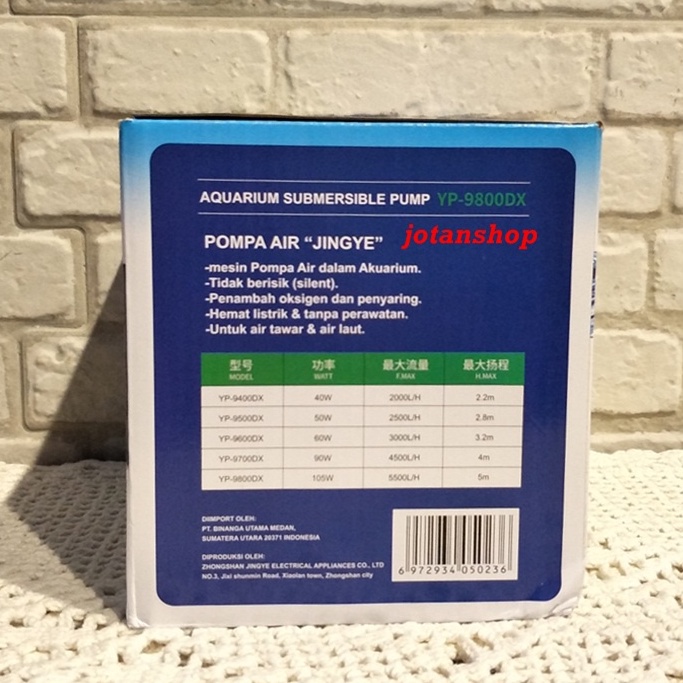 AQUARIUM SUBMERSIBLE PUMP YP-9800DX
jotanshop
POMPA AIR “JINGYE”
-mesin Pompa Air dalam Akuarium.
-Tidak berisik (silent).
-Penambah oksigen dan penyaring.
-Hemat listrik & tanpa perawatan.
-Untuk air tawar & air laut.
型号 功率 最大流量 最大扬程
MODEL WATT F.MAX H.MAX
YP-9400DX 40W 2000L/H 2.2m
YP-9500DX 50W 2500L/H 2.8m
YP-9600DX 60W 3000L/H 3.2m
YP-9700DX 90W 4500L/H 4m
YP-9800DX 105W 5500L/H 5m
DIIMPORT OLEH:
PT. BINANGA UTAMA MEDAN,
SUMATERA UTARA 20371 INDONESIA
DIPRODUKSI OLEH:
ZHONGSHAN JINGYE ELECTRICAL APPLIANCES CO., LTD
NO.3, Jixi shunmin Road, Xiaolan town, Zhongshan city
6 972934 050236